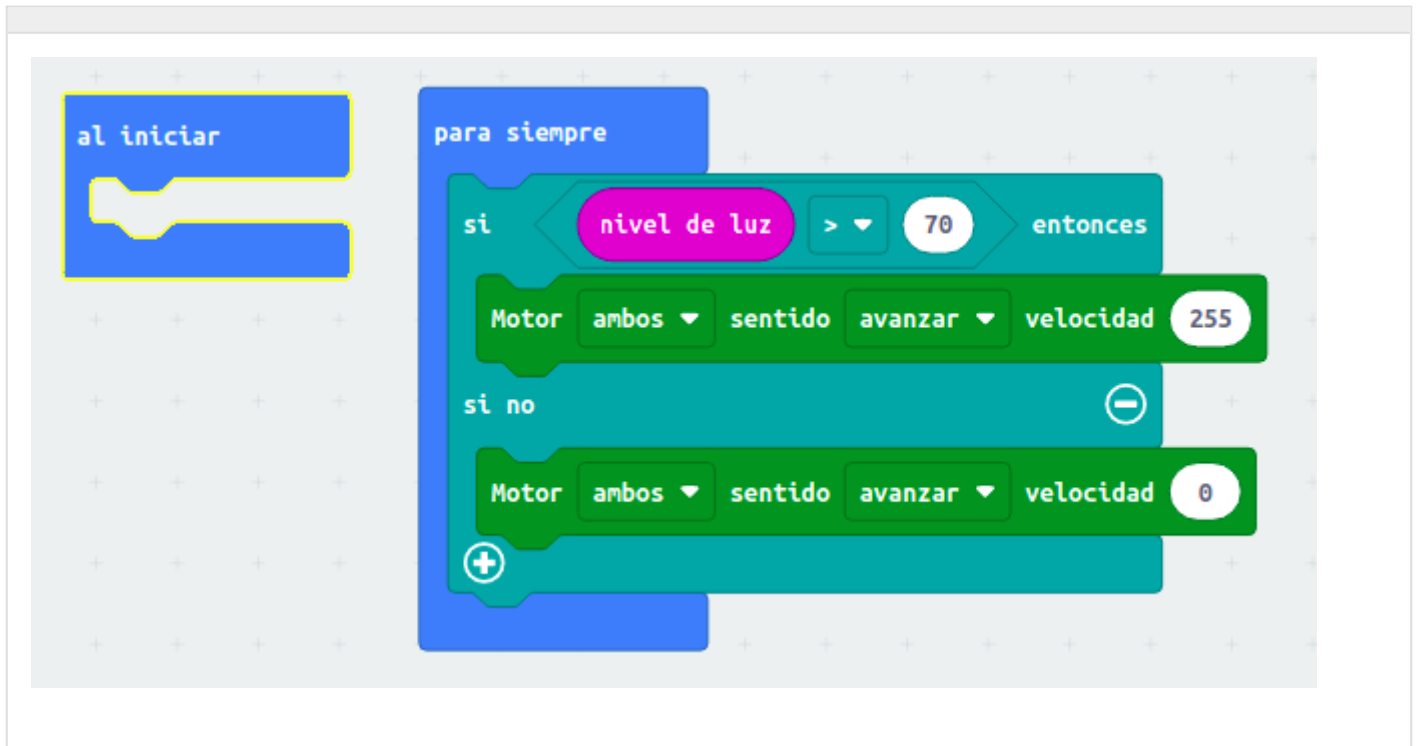 al iniciar
para siempre
si nivel de luz > 70 entonces
Motor ambos sentido avanzar velocidad 255
si no
Motor ambos sentido avanzar velocidad 0